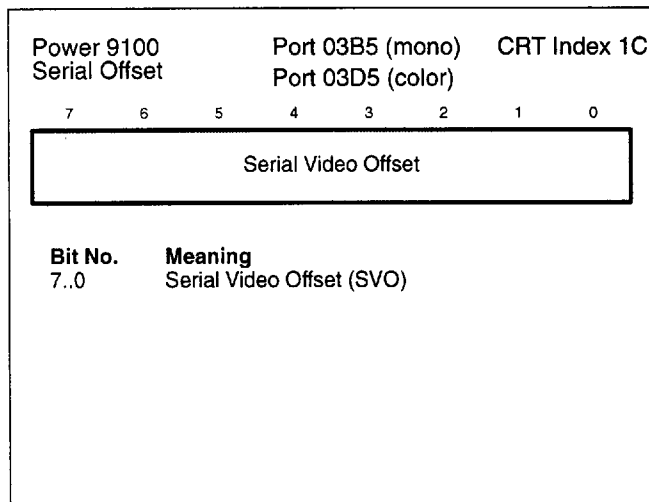 Power 9100 Port 03B5 (mono) CRT Index 1C
Serial Offset Port 03D5 (color)
7 6 5 4 3 2 1 0
Serial Video Offset
Bit No. Meaning
7..0 Serial Video Offset (SVO)